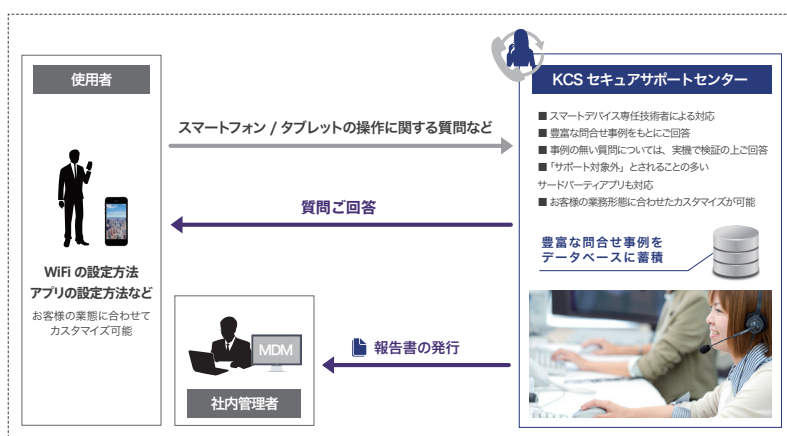 使用者
KCS セキュアサポートセンター
スマートフォン / タブレットの操作に関する質問など
■ スマートデバイス専任技術者による対応
■ 豊富な問合せ事例をもとにご回答
■ 事例の無い質問については、実機で検証の上ご回答
■「サポート対象外」とされることの多い
サードパーティアプリも対応
■ お客様の業務形態に合わせたカスタマイズが可能
質問ご回答
豊富な問合せ事例を
データベースに蓄積
WiFi の設定方法
アプリの設定方法など
お客様の業態に合わせて
カスタマイズ可能
MDM
報告書の発行
社内管理者